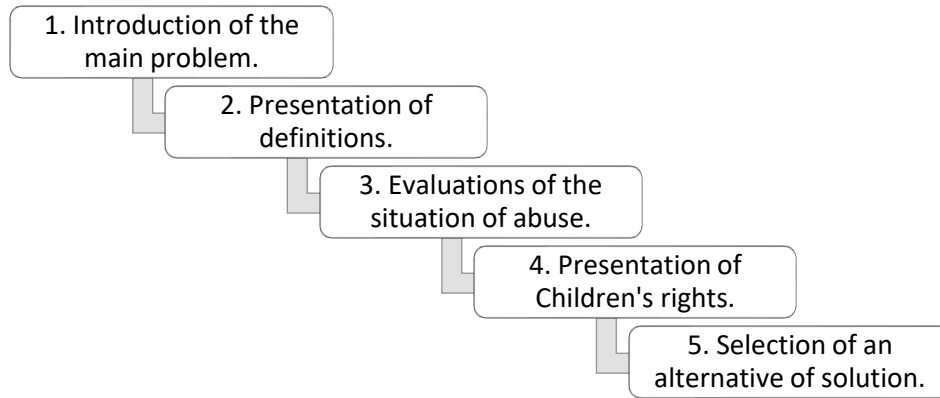 1. Introduction of the
main problem.
2. Presentation of
definitions.
3. Evaluations of the
situation of abuse.
4. Presentation of
Children's rights.
5. Selection of an
alternative of solution.